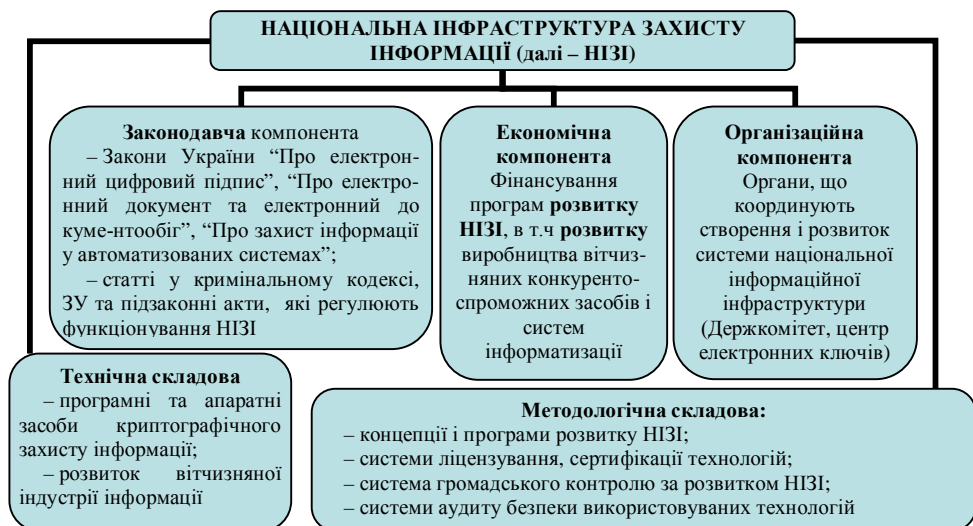 НАЦІОНАЛЬНА ІНФРАСТРУКТУРА ЗАХИСТУ
ІНФОРМАЦІЇ (далі – НІЗІ)
Законодавча компонента
– Закони України “Про електрон-
ний цифровий підпис”, “Про електро-
нний документ та електронний до
куме-нтообіг”, “Про захист інформації
у автоматизованих системах”;
– статті у кримінальному кодексі,
ЗУ та підзаконні акти, які регулюють
функціонування НІЗІ
Економічна
компонента
Фінансування
програм розвитку
НІЗІ, в т.ч розвитку
виробництва вітчиз-
няних конкуренто-
спроможних засобів і
систем
інформатизації
Організаційна
компонента
Органи, що
координують
створення і розвиток
системи національної
інформаційної
інфраструктури
(Держкомітет, центр
електронних ключів)
Технічна складова
– програмні та апаратні
засоби криптографічного
захисту інформації;
– розвиток вітчизняної
індустрії інформації
Методологічна складова:
– концепції і програми розвитку НІЗІ;
– системи ліцензування, сертифікації технологій;
– система громадського контролю за розвитком НІЗІ;
– системи аудиту безпеки використовуваних технологій